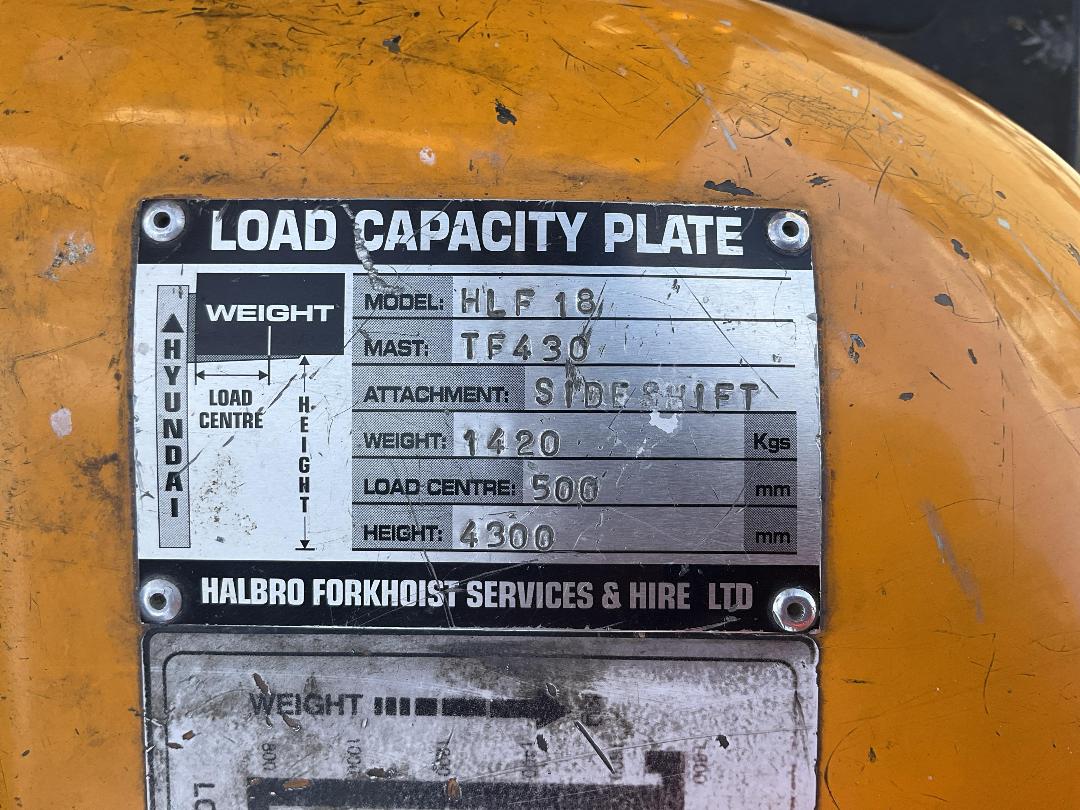 LOAD CAPACITY PLATE
HYUNDAI
WEIGHT
LOAD
CENTRE
HEIGHT
MODEL: HLF 18
MAST: TF430
ATTACHMENT: SIDESHIFT
WEIGHT: 1420 Kgs
LOAD CENTRE: 500 mm
HEIGHT: 4300 mm
HALBRO FORKHOIST SERVICES & HIRE LTD
WEIGHT
LO